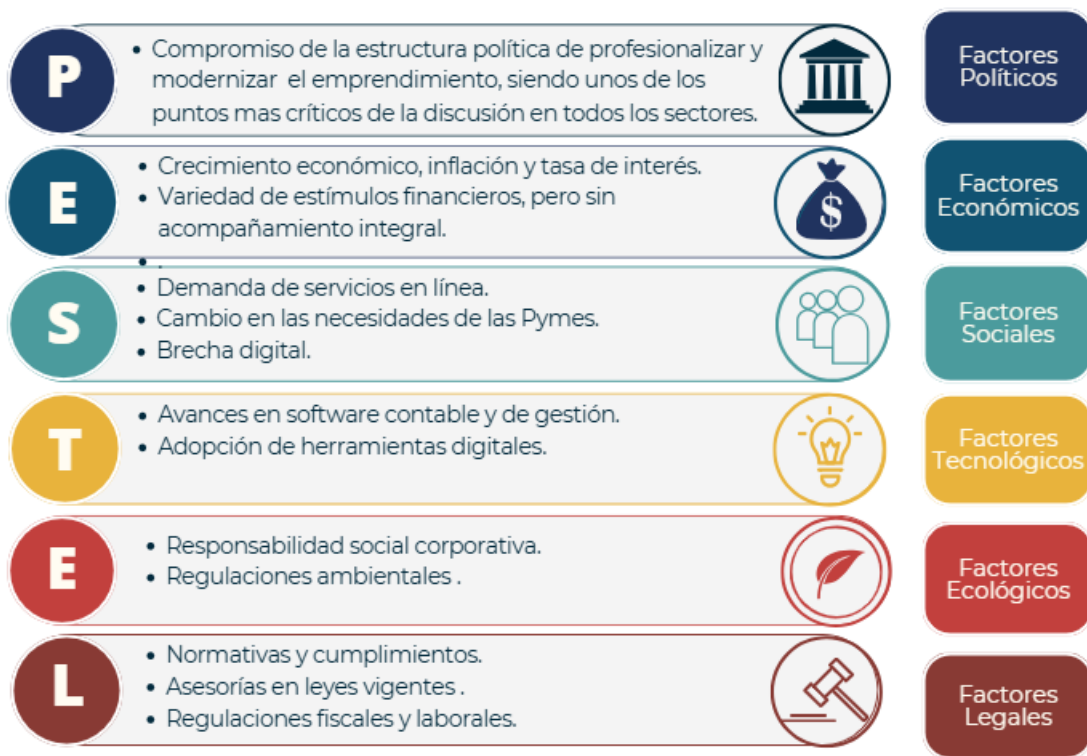 P
• Compromiso de la estructura política de profesionalizar y
modernizar el emprendimiento, siendo unos de los
puntos mas críticos de la discusión en todos los sectores.
Factores
Políticos
E
• Crecimiento económico, inflación y tasa de interés.
• Variedad de estímulos financieros, pero sin
acompañamiento integral.
• .
$
Factores
Económicos
S
• Demanda de servicios en línea.
• Cambio en las necesidades de las Pymes.
• Brecha digital.
Factores
Sociales
T
• Avances en software contable y de gestión.
• Adopción de herramientas digitales.
Factores
Tecnológicos
E
• Responsabilidad social corporativa.
• Regulaciones ambientales .
Factores
Ecológicos
L
• Normativas y cumplimientos.
• Asesorías en leyes vigentes .
• Regulaciones fiscales y laborales.
Factores
Legales